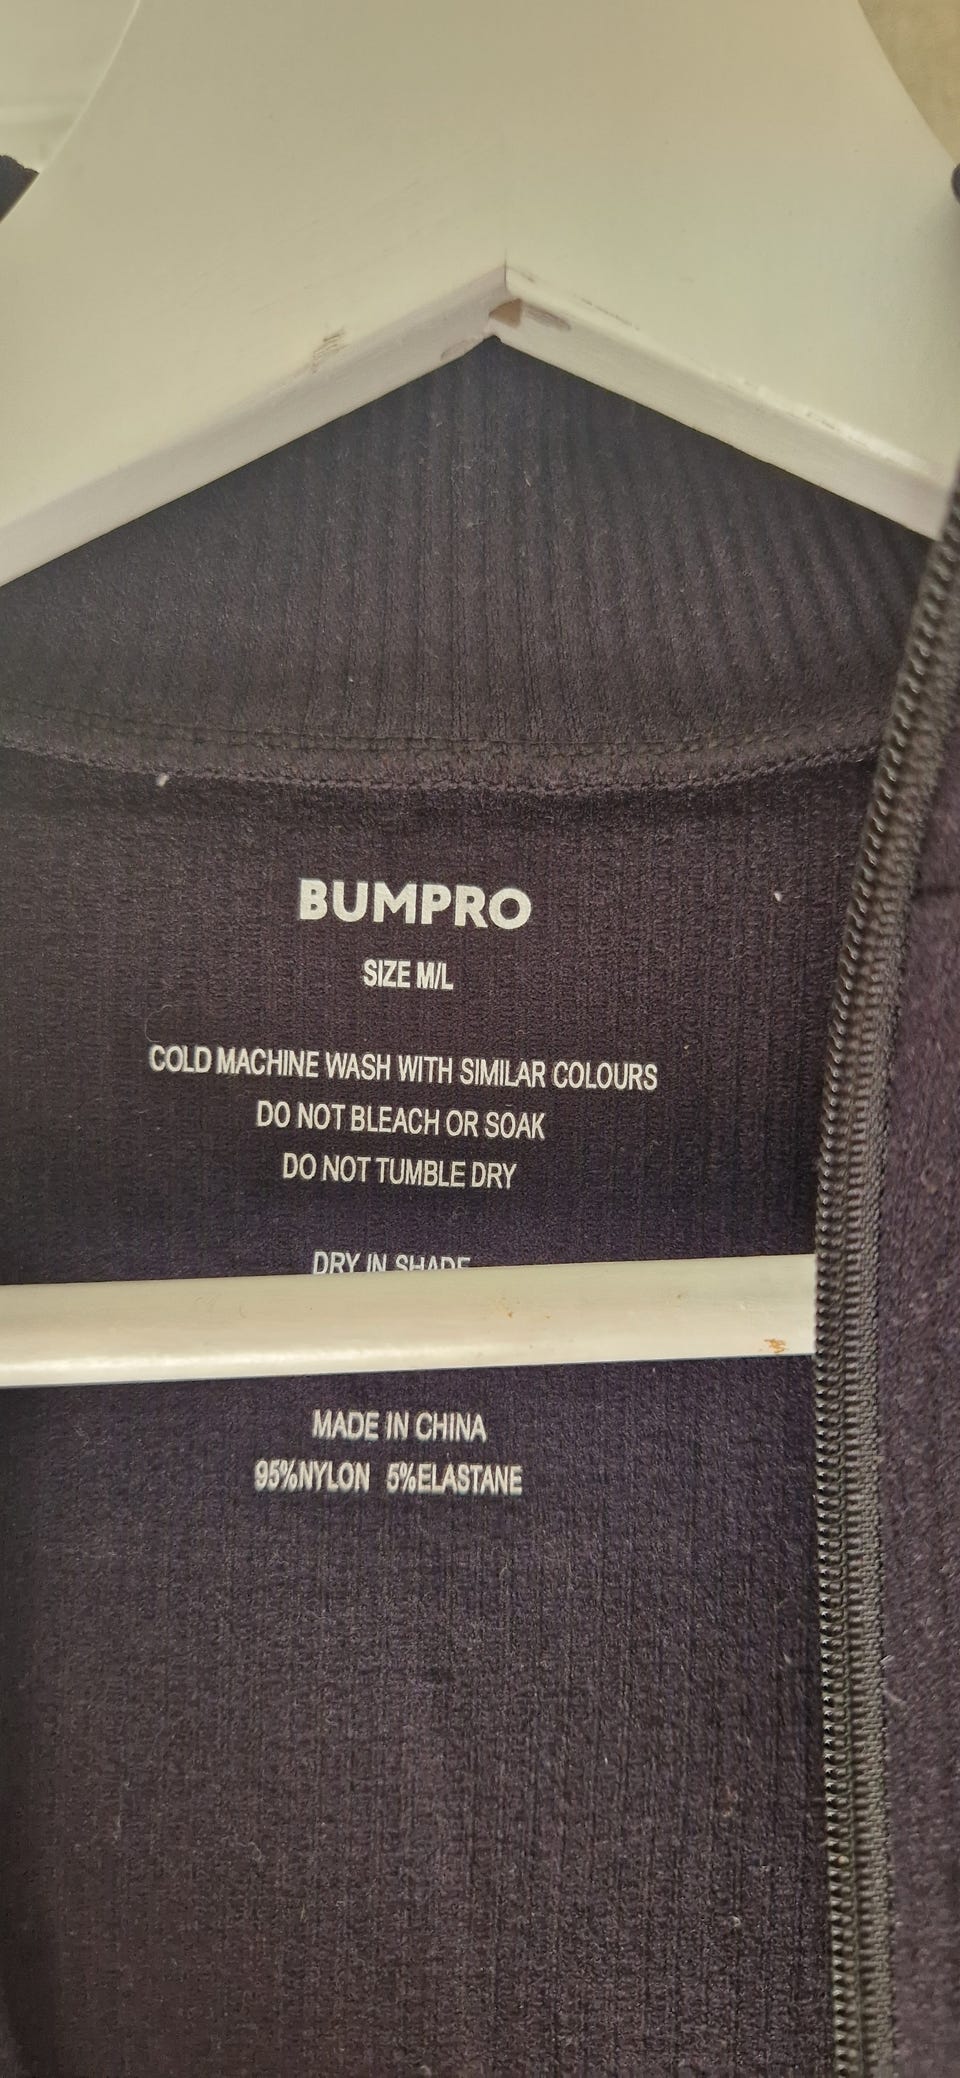 BUMPRO
SIZE M/L
COLD MACHINE WASH WITH SIMILAR COLOURS
DO NOT BLEACH OR SOAK
DO NOT TUMBLE DRY
DRY IN SHADE
MADE IN CHINA
95%NYLON 5%ELASTANE